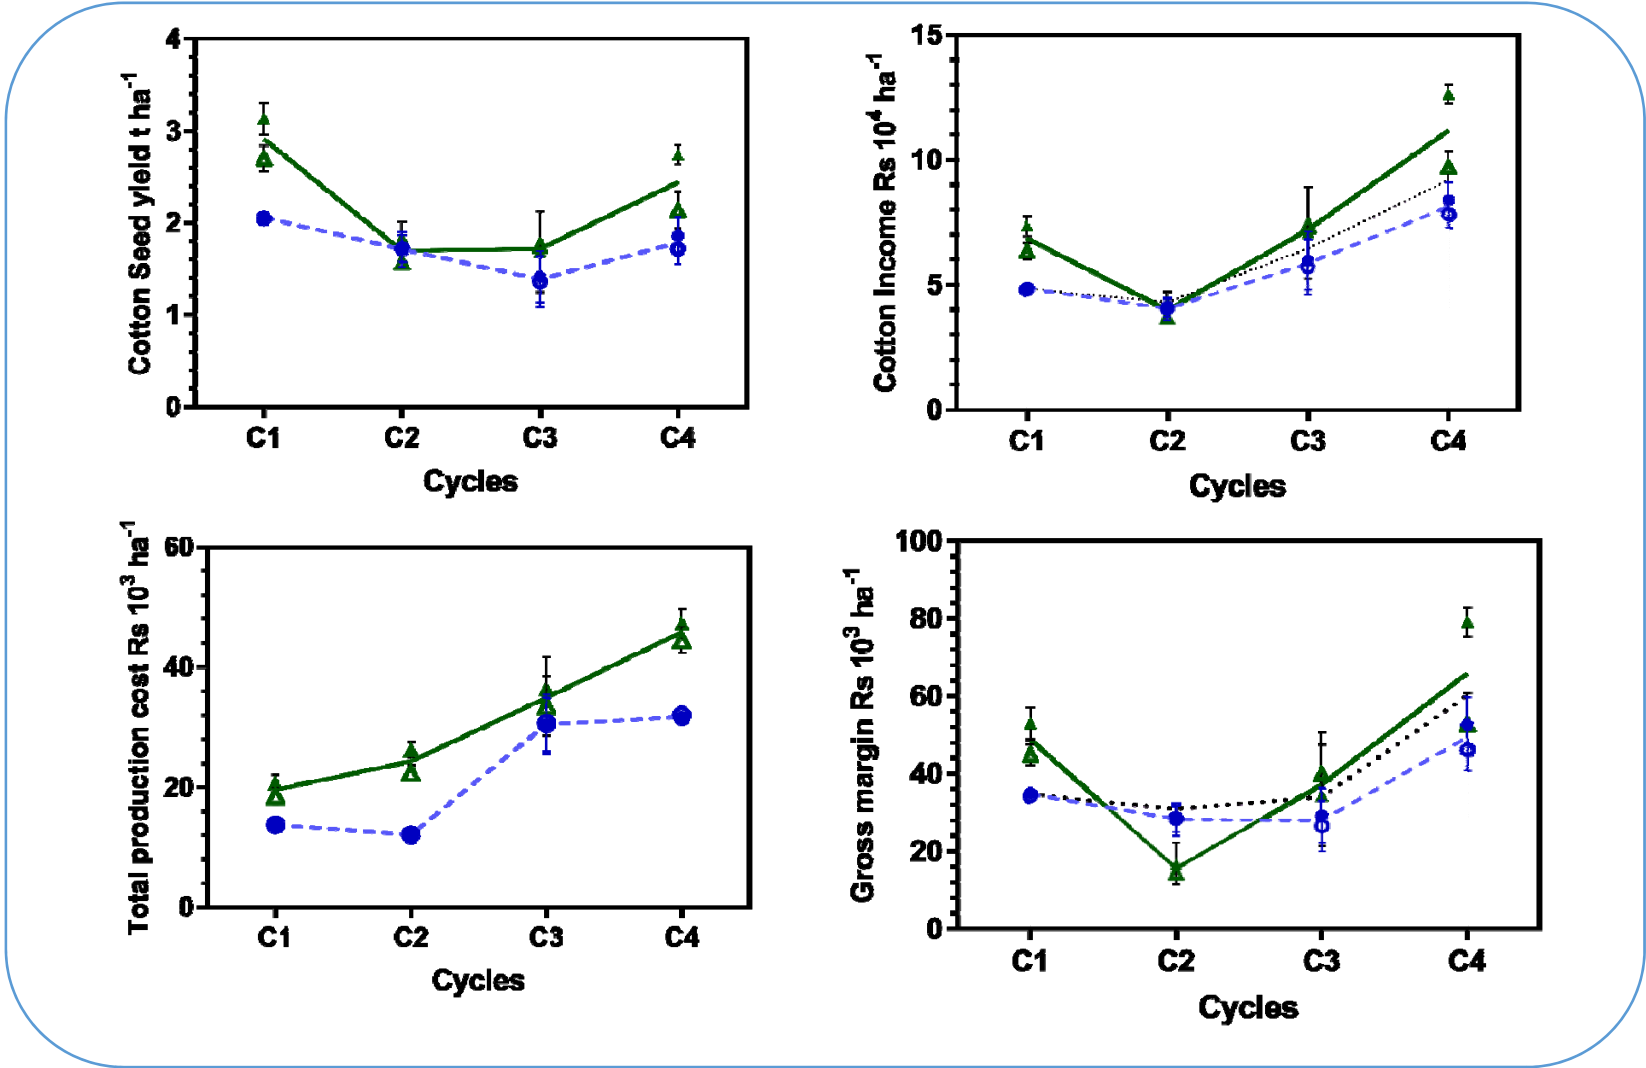 Cotton Seed yield t ha⁻¹
4
3
2
1
0
C1 C2 C3 C4
Cycles
Cotton Income Rs 10⁴ ha⁻¹
15
10
5
0
C1 C2 C3 C4
Cycles
Total production cost Rs 10³ ha⁻¹
60
40
20
0
C1 C2 C3 C4
Cycles
Gross margin Rs 10³ ha⁻¹
100
80
60
40
20
0
C1 C2 C3 C4
Cycles